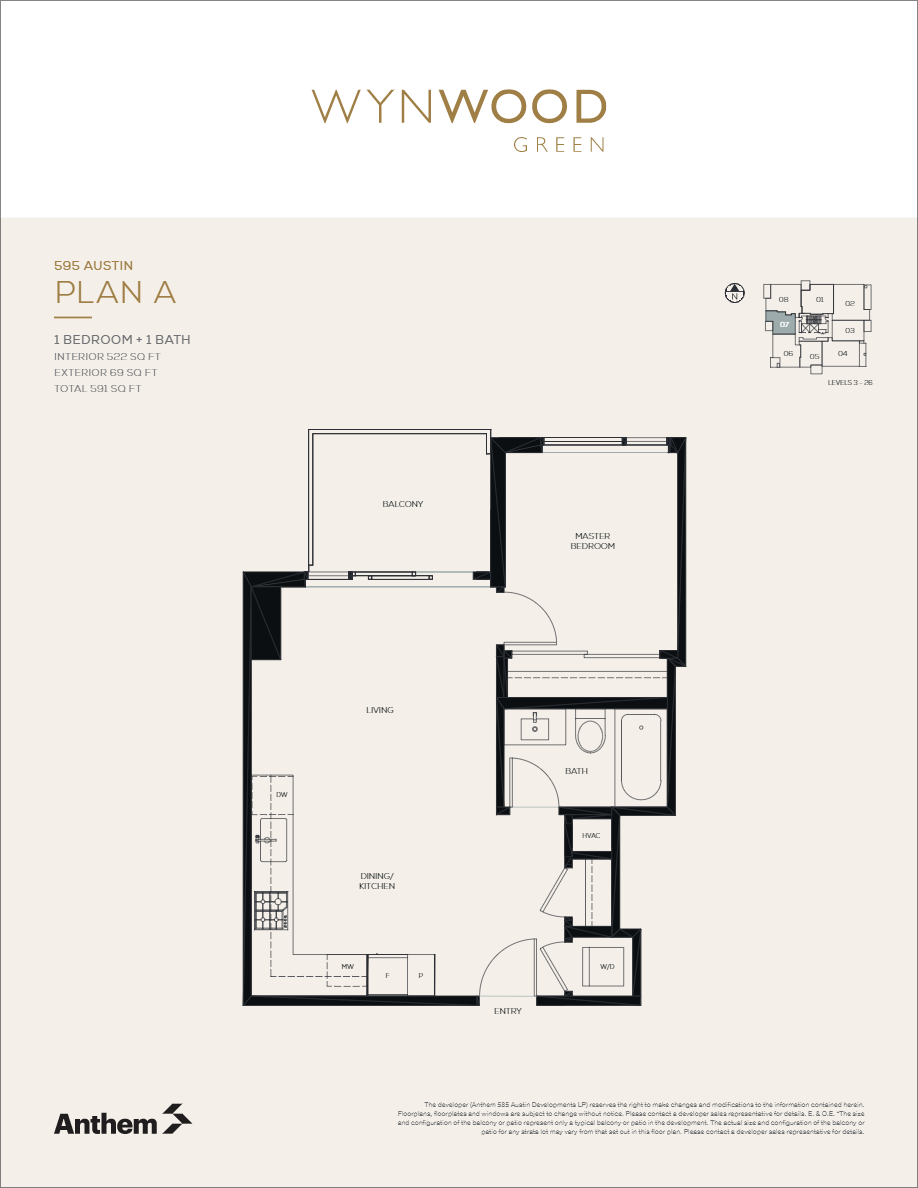 WYNWOOD
GREEN
595 AUSTIN
PLAN A
1 BEDROOM + 1 BATH
INTERIOR 522 SQ FT
EXTERIOR 69 SQ FT
TOTAL 591 SQ FT
N
08
01
02
07
03
06
05
04
LEVELS 3 - 26
BALCONY
MASTER
BEDROOM
LIVING
BATH
DW
HVAC
DINING/
KITCHEN
MW
F
P
W/D
ENTRY
Anthem
The developer (Anthem 585 Austin Developments LP) reserves the right to make changes and modifications to the information contained herein.
Floorplans, floorplates and windows are subject to change without notice. Please contact a developer sales representative for details. E. & O.E. *The size
and configuration of the balcony or patio represent only a typical balcony or patio in the development. The actual size and configuration of the balcony or
patio for any strata lot may vary from that set out in this floor plan. Please contact a developer sales representative for details.